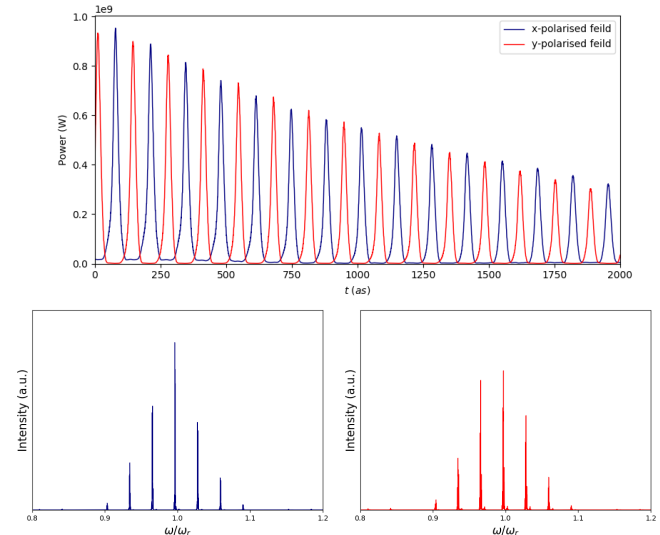 1e9
1.0
0.8
0.6
0.4
0.2
0.0
Power (W)
x-polarised feild
y-polarised feild
0 250 500 750 1000 1250 1500 1750 2000
t (as)
Intensity (a.u.)
0.8 0.9 1.0 1.1 1.2
ω/ωr
Intensity (a.u.)
0.8 0.9 1.0 1.1 1.2
ω/ωr